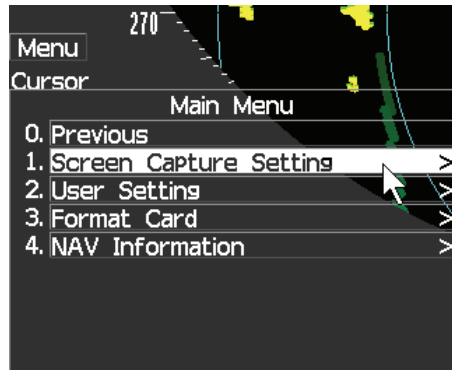 270
Menu
Cursor
Main Menu
0. Previous
1. Screen Capture Setting >
2. User Setting >
3. Format Card >
4. NAV Information >